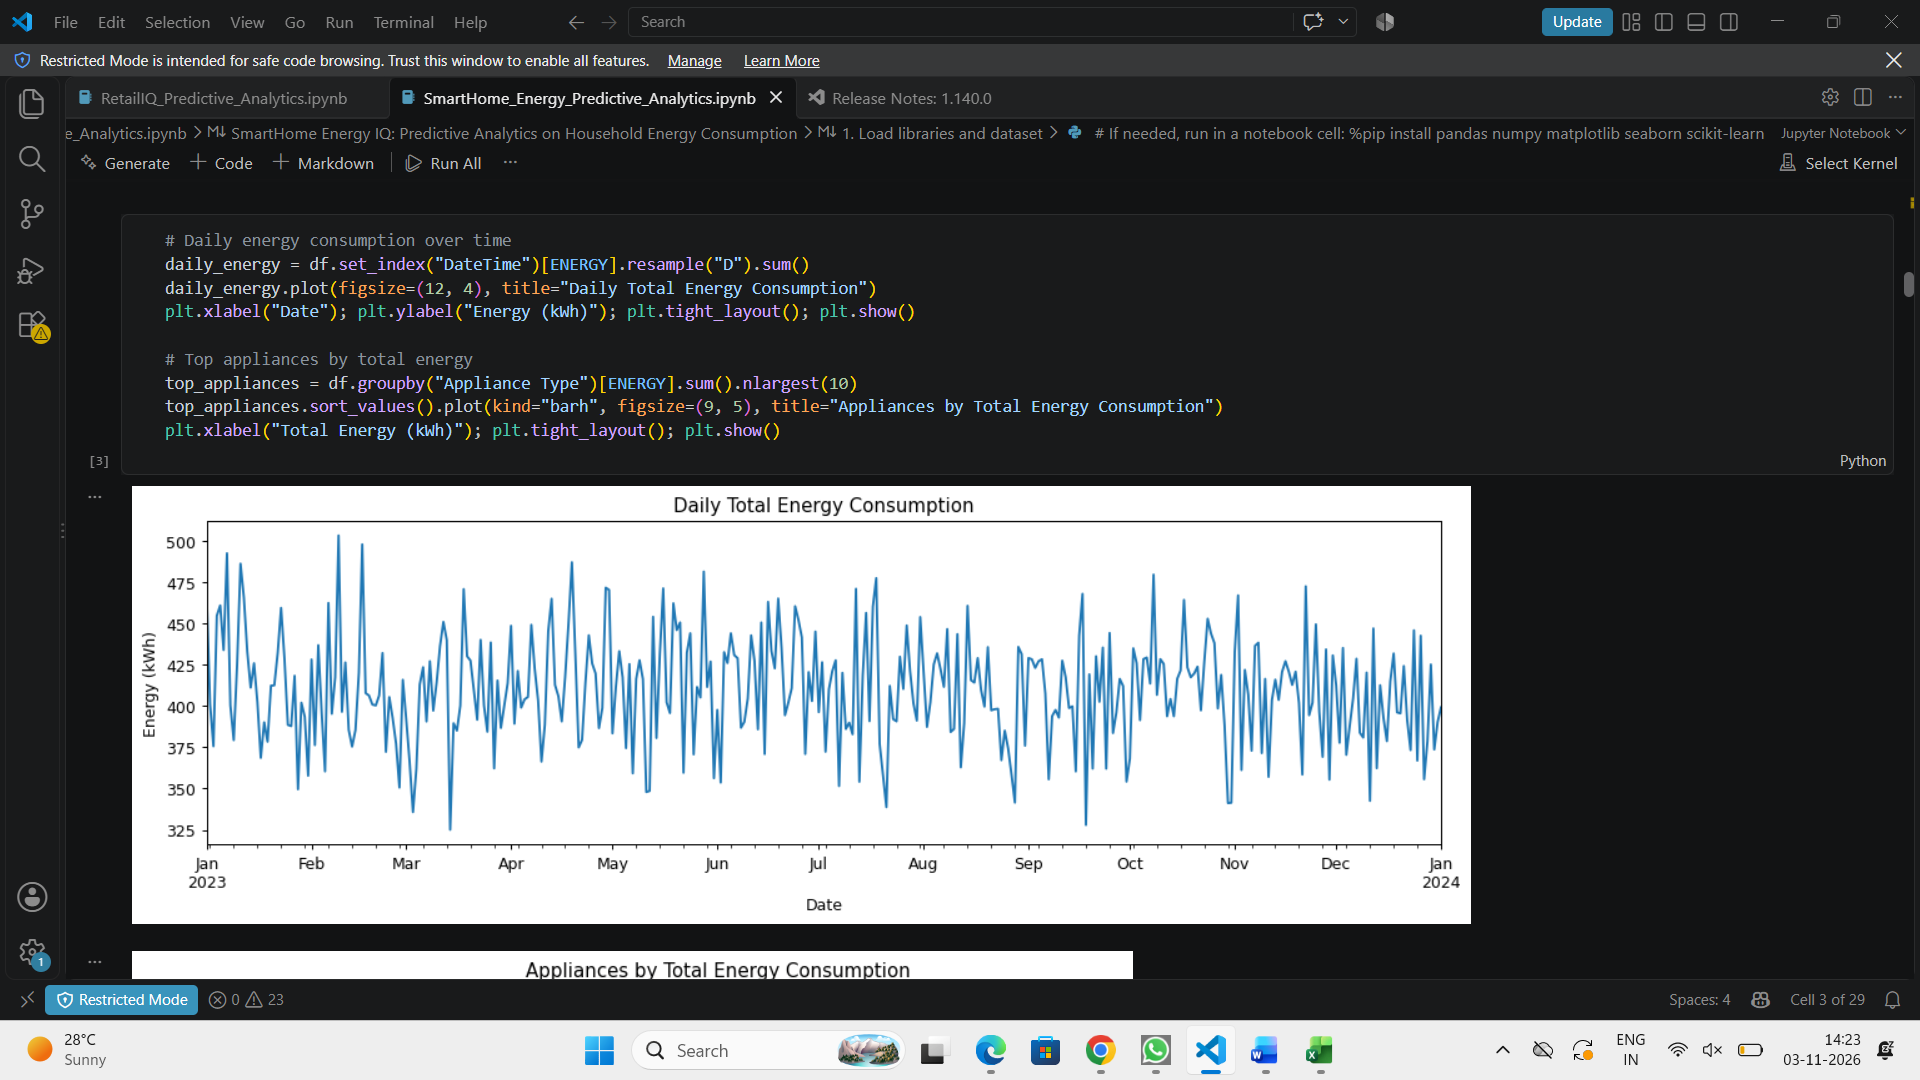 File Edit Selection View Go Run Terminal Help
Search
Update
Restricted Mode is intended for safe code browsing. Trust this window to enable all features. Manage Learn More
RetailIQ_Predictive_Analytics.ipynb
SmartHome_Energy_Predictive_Analytics.ipynb
Release Notes: 1.140.0
e_Analytics.ipynb > M↓ SmartHome Energy IQ: Predictive Analytics on Household Energy Consumption > M↓ 1. Load libraries and dataset > # If needed, run in a notebook cell: %pip install pandas numpy matplotlib seaborn scikit-learn
Jupyter Notebook
Generate + Code + Markdown Run All ...
Select Kernel
# Daily energy consumption over time
daily_energy = df.set_index("DateTime")[ENERGY].resample("D").sum()
daily_energy.plot(figsize=(12, 4), title="Daily Total Energy Consumption")
plt.xlabel("Date"); plt.ylabel("Energy (kWh)"); plt.tight_layout(); plt.show()
# Top appliances by total energy
top_appliances = df.groupby("Appliance Type")[ENERGY].sum().nlargest(10)
top_appliances.sort_values().plot(kind="barh", figsize=(9, 5), title="Appliances by Total Energy Consumption")
plt.xlabel("Total Energy (kWh)"); plt.tight_layout(); plt.show()
[3]
Python
Daily Total Energy Consumption
500
475
450
425
400
375
350
325
Energy (kWh)
Jan Feb Mar Apr May Jun Jul Aug Sep Oct Nov Dec Jan
2023 2024
Date
Appliances by Total Energy Consumption
1
Restricted Mode
0 23
Spaces: 4
Cell 3 of 29
28°C
Sunny
Search
ENG
IN
14:23
03-11-2026